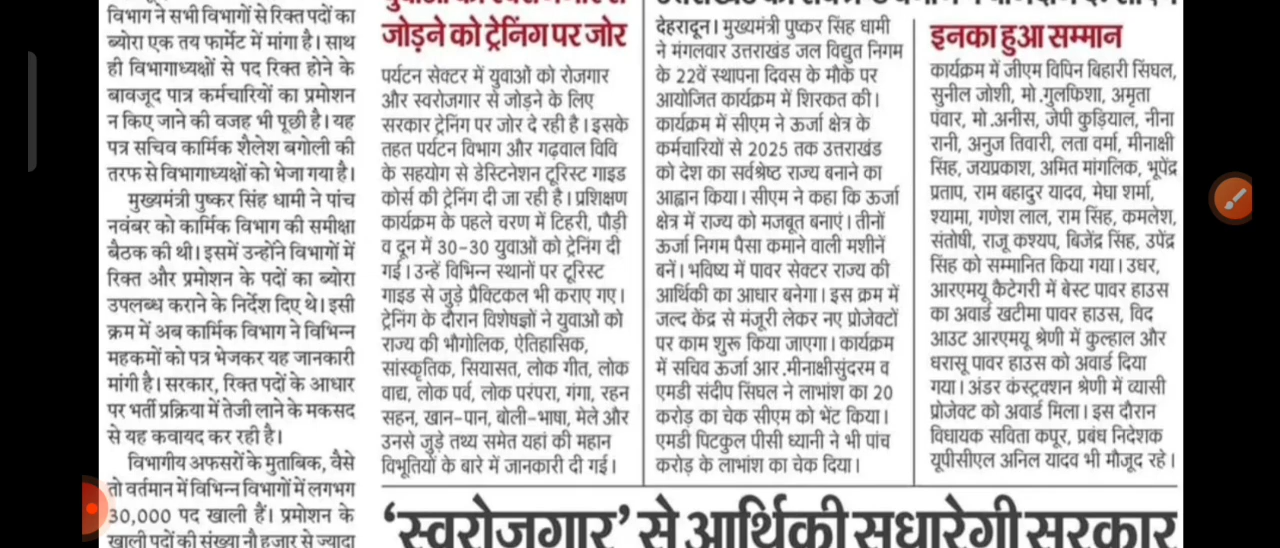 विभाग ने सभी विभागों से रिक्त पदों का
ब्योरा एक तय फार्मेट में मांगा है। साथ
ही विभागाध्यक्षों से पद रिक्त होने के
बावजूद पात्र कर्मचारियों का प्रमोशन
न किए जाने की वजह भी पूछी है। यह
पत्र सचिव कार्मिक शैलेश बगोली की
तरफ से विभागाध्यक्षों को भेजा गया है।
मुख्यमंत्री पुष्कर सिंह धामी ने पांच
नवंबर को कार्मिक विभाग की समीक्षा
बैठक की थी। इसमें उन्होंने विभागों में
रिक्त और प्रमोशन के पदों का ब्योरा
उपलब्ध कराने के निर्देश दिए थे। इसी
क्रम में अब कार्मिक विभाग ने विभिन्न
महकमों को पत्र भेजकर यह जानकारी
मांगी है। सरकार, रिक्त पदों के आधार
पर भर्ती प्रक्रिया में तेजी लाने के मकसद
से यह कवायद कर रही है।
विभागीय अफसरों के मुताबिक, वैसे
तो वर्तमान में विभिन्न विभागों में लगभग
30,000 पद खाली हैं। प्रमोशन के
खाली पदों की संख्या नौ हजार से ज्यादा
जोड़ने को ट्रेनिंग पर जोर
पर्यटन सेक्टर में युवाओं को रोजगार
और स्वरोजगार से जोड़ने के लिए
सरकार ट्रेनिंग पर जोर दे रही है। इसके
तहत पर्यटन विभाग और गढ़वाल विवि
के सहयोग से डेस्टिनेशन टूरिस्ट गाइड
कोर्स की ट्रेनिंग दी जा रही है। प्रशिक्षण
कार्यक्रम के पहले चरण में टिहरी, पौड़ी
व दून में 30-30 युवाओं को ट्रेनिंग दी
गई। उन्हें विभिन्न स्थानों पर टूरिस्ट
गाइड से जुड़े प्रैक्टिकल भी कराए गए।
ट्रेनिंग के दौरान विशेषज्ञों ने युवाओं को
राज्य की भौगोलिक, ऐतिहासिक,
सांस्कृतिक, सियासत, लोक गीत, लोक
वाद्य, लोक पर्व, लोक परंपरा, गंगा, रहन
सहन, खान-पान, बोली-भाषा, मेले और
उनसे जुड़े तथ्य समेत यहां की महान
विभूतियों के बारे में जानकारी दी गई।
देहरादून। मुख्यमंत्री पुष्कर सिंह धामी
ने मंगलवार उत्तराखंड जल विद्युत निगम
के 22वें स्थापना दिवस के मौके पर
आयोजित कार्यक्रम में शिरकत की।
कार्यक्रम में सीएम ने ऊर्जा क्षेत्र के
कर्मचारियों से 2025 तक उत्तराखंड
को देश का सर्वश्रेष्ठ राज्य बनाने का
आह्वान किया। सीएम ने कहा कि ऊर्जा
क्षेत्र में राज्य को मजबूत बनाएं। तीनों
ऊर्जा निगम पैसा कमाने वाली मशीनें
बनें। भविष्य में पावर सेक्टर राज्य की
आर्थिकी का आधार बनेगा। इस क्रम में
जल्द केंद्र से मंजूरी लेकर नए प्रोजेक्टों
पर काम शुरू किया जाएगा। कार्यक्रम
में सचिव ऊर्जा आर.मीनाक्षीसुंदरम व
एमडी संदीप सिंघल ने लाभांश का 20
करोड़ का चेक सीएम को भेंट किया।
एमडी पिटकुल पीसी ध्यानी ने भी पांच
करोड़ के लाभांश का चेक दिया।
इनका हुआ सम्मान
कार्यक्रम में जीएम विपिन बिहारी सिंघल,
सुनील जोशी, मो.गुलफिशा, अमृता
पंवार, मो.अनीस, जेपी कुड़ियाल, नीना
रानी, अनुज तिवारी, लता वर्मा, मीनाक्षी
सिंह, जयप्रकाश, अमित मांगलिक, भूपेंद्र
प्रताप, राम बहादुर यादव, मेघा शर्मा,
श्यामा, गणेश लाल, राम सिंह, कमलेश,
संतोषी, राजू कश्यप, बिजेंद्र सिंह, उपेंद्र
सिंह को सम्मानित किया गया। उधर,
आरएमयू कैटेगरी में बेस्ट पावर हाउस
का अवार्ड खटीमा पावर हाउस, विद
आउट आरएमयू श्रेणी में कुल्हाल और
धरासू पावर हाउस को अवार्ड दिया
गया। अंडर कंस्ट्रक्शन श्रेणी में व्यासी
प्रोजेक्ट को अवार्ड मिला। इस दौरान
विधायक सविता कपूर, प्रबंध निदेशक
यूपीसीएल अनिल यादव भी मौजूद रहे।
'स्वरोजगार' से आर्थिकी सुधारेगी सरकार